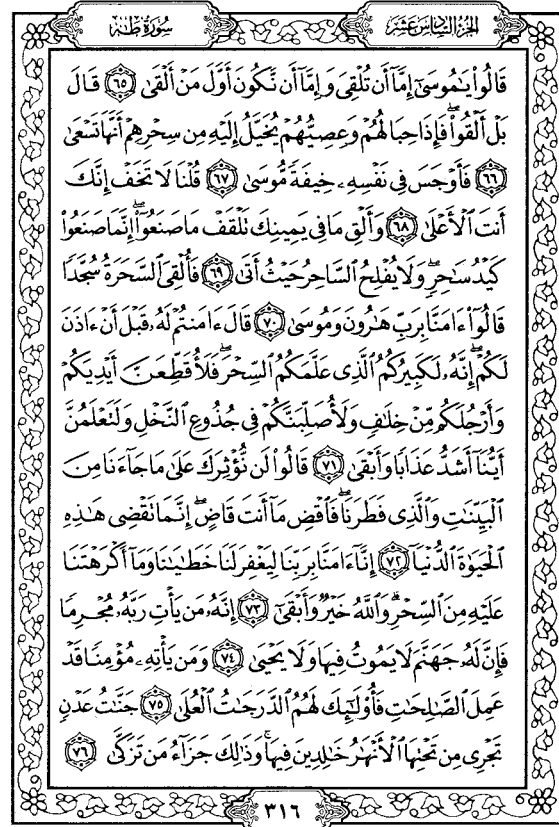 الجزء السادس عشر
سورة طه
قَالُوا۟ يَـٰمُوسَىٰٓ إِمَّآ أَن تُلْقِىَ وَإِمَّآ أَن نَّكُونَ أَوَّلَ مَنْ أَلْقَىٰ ٦٥ قَالَ
بَلْ أَلْقُوا۟ ۖ فَإِذَا حِبَالُهُمْ وَعِصِيُّهُمْ يُخَيَّلُ إِلَيْهِ مِن سِحْرِهِمْ أَنَّهَا تَسْعَىٰ
٦٦ فَأَوْجَسَ فِى نَفْسِهِۦ خِيفَةً مُّوسَىٰ ٦٧ قُلْنَا لَا تَخَفْ إِنَّكَ
أَنتَ ٱلْأَعْلَىٰ ٦٨ وَأَلْقِ مَا فِى يَمِينِكَ تَلْقَفْ مَا صَنَعُوٓا۟ ۖ إِنَّمَا صَنَعُوا۟
كَيْدُ سَـٰحِرٍ ۖ وَلَا يُفْلِحُ ٱلسَّاحِرُ حَيْثُ أَتَىٰ ٦٩ فَأُلْقِىَ ٱلسَّحَرَةُ سُجَّدًا
قَالُوٓا۟ ءَامَنَّا بِرَبِّ هَـٰرُونَ وَمُوسَىٰ ٧٠ قَالَ ءَامَنتُمْ لَهُۥ قَبْلَ أَنْ ءَاذَنَ
لَكُمْ ۖ إِنَّهُۥ لَكَبِيرُكُمُ ٱلَّذِى عَلَّمَكُمُ ٱلسِّحْرَ ۖ فَلَأُقَطِّعَنَّ أَيْدِيَكُمْ
وَأَرْجُلَكُم مِّنْ خِلَـٰفٍ وَلَأُصَلِّبَنَّكُمْ فِى جُذُوعِ ٱلنَّخْلِ وَلَتَعْلَمُنَّ
أَيُّنَآ أَشَدُّ عَذَابًا وَأَبْقَىٰ ٧١ قَالُوا۟ لَن نُّؤْثِرَكَ عَلَىٰ مَا جَآءَنَا مِنَ
ٱلْبَيِّنَـٰتِ وَٱلَّذِى فَطَرَنَا ۖ فَٱقْضِ مَآ أَنتَ قَاضٍ ۖ إِنَّمَا تَقْضِى هَـٰذِهِ
ٱلْحَيَوٰةَ ٱلدُّنْيَآ ٧٢ إِنَّآ ءَامَنَّا بِرَبِّنَا لِيَغْفِرَ لَنَا خَطَـٰيَـٰنَا وَمَآ أَكْرَهْتَنَا
عَلَيْهِ مِنَ ٱلسِّحْرِ ۗ وَٱللَّهُ خَيْرٌ وَأَبْقَىٰٓ ٧٣ إِنَّهُۥ مَن يَأْتِ رَبَّهُۥ مُجْرِمًا
فَإِنَّ لَهُۥ جَهَنَّمَ لَا يَمُوتُ فِيهَا وَلَا يَحْيَىٰ ٧٤ وَمَن يَأْتِهِۦ مُؤْمِنًا قَدْ
عَمِلَ ٱلصَّـٰلِحَـٰتِ فَأُو۟لَـٰٓئِكَ لَهُمُ ٱلدَّرَجَـٰتُ ٱلْعُلَىٰ ٧٥ جَنَّـٰتُ عَدْنٍ
تَجْرِى مِن تَحْتِهَا ٱلْأَنْهَـٰرُ خَـٰلِدِينَ فِيهَا ۚ وَذَٰلِكَ جَزَآءُ مَن تَزَكَّىٰ ٧٦
٣١٦